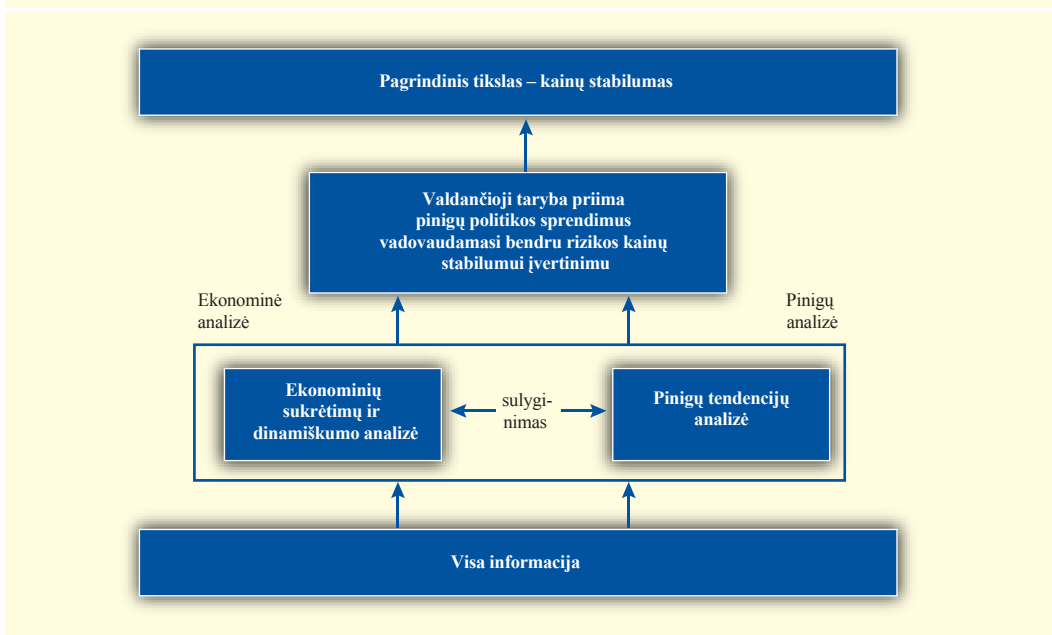 Pagrindinis tikslas – kainų stabilumas
Valdančioji taryba priima
pinigų politikos sprendimus
vadovaudamasi bendru rizikos kainų
stabilumui įvertinimu
Ekonominė
analizė
Pinigų
analizė
Ekonominių
sukrėtimų ir
dinamiškumo analizė
sulygi-
nimas
Pinigų tendencijų
analizė
Visa informacija